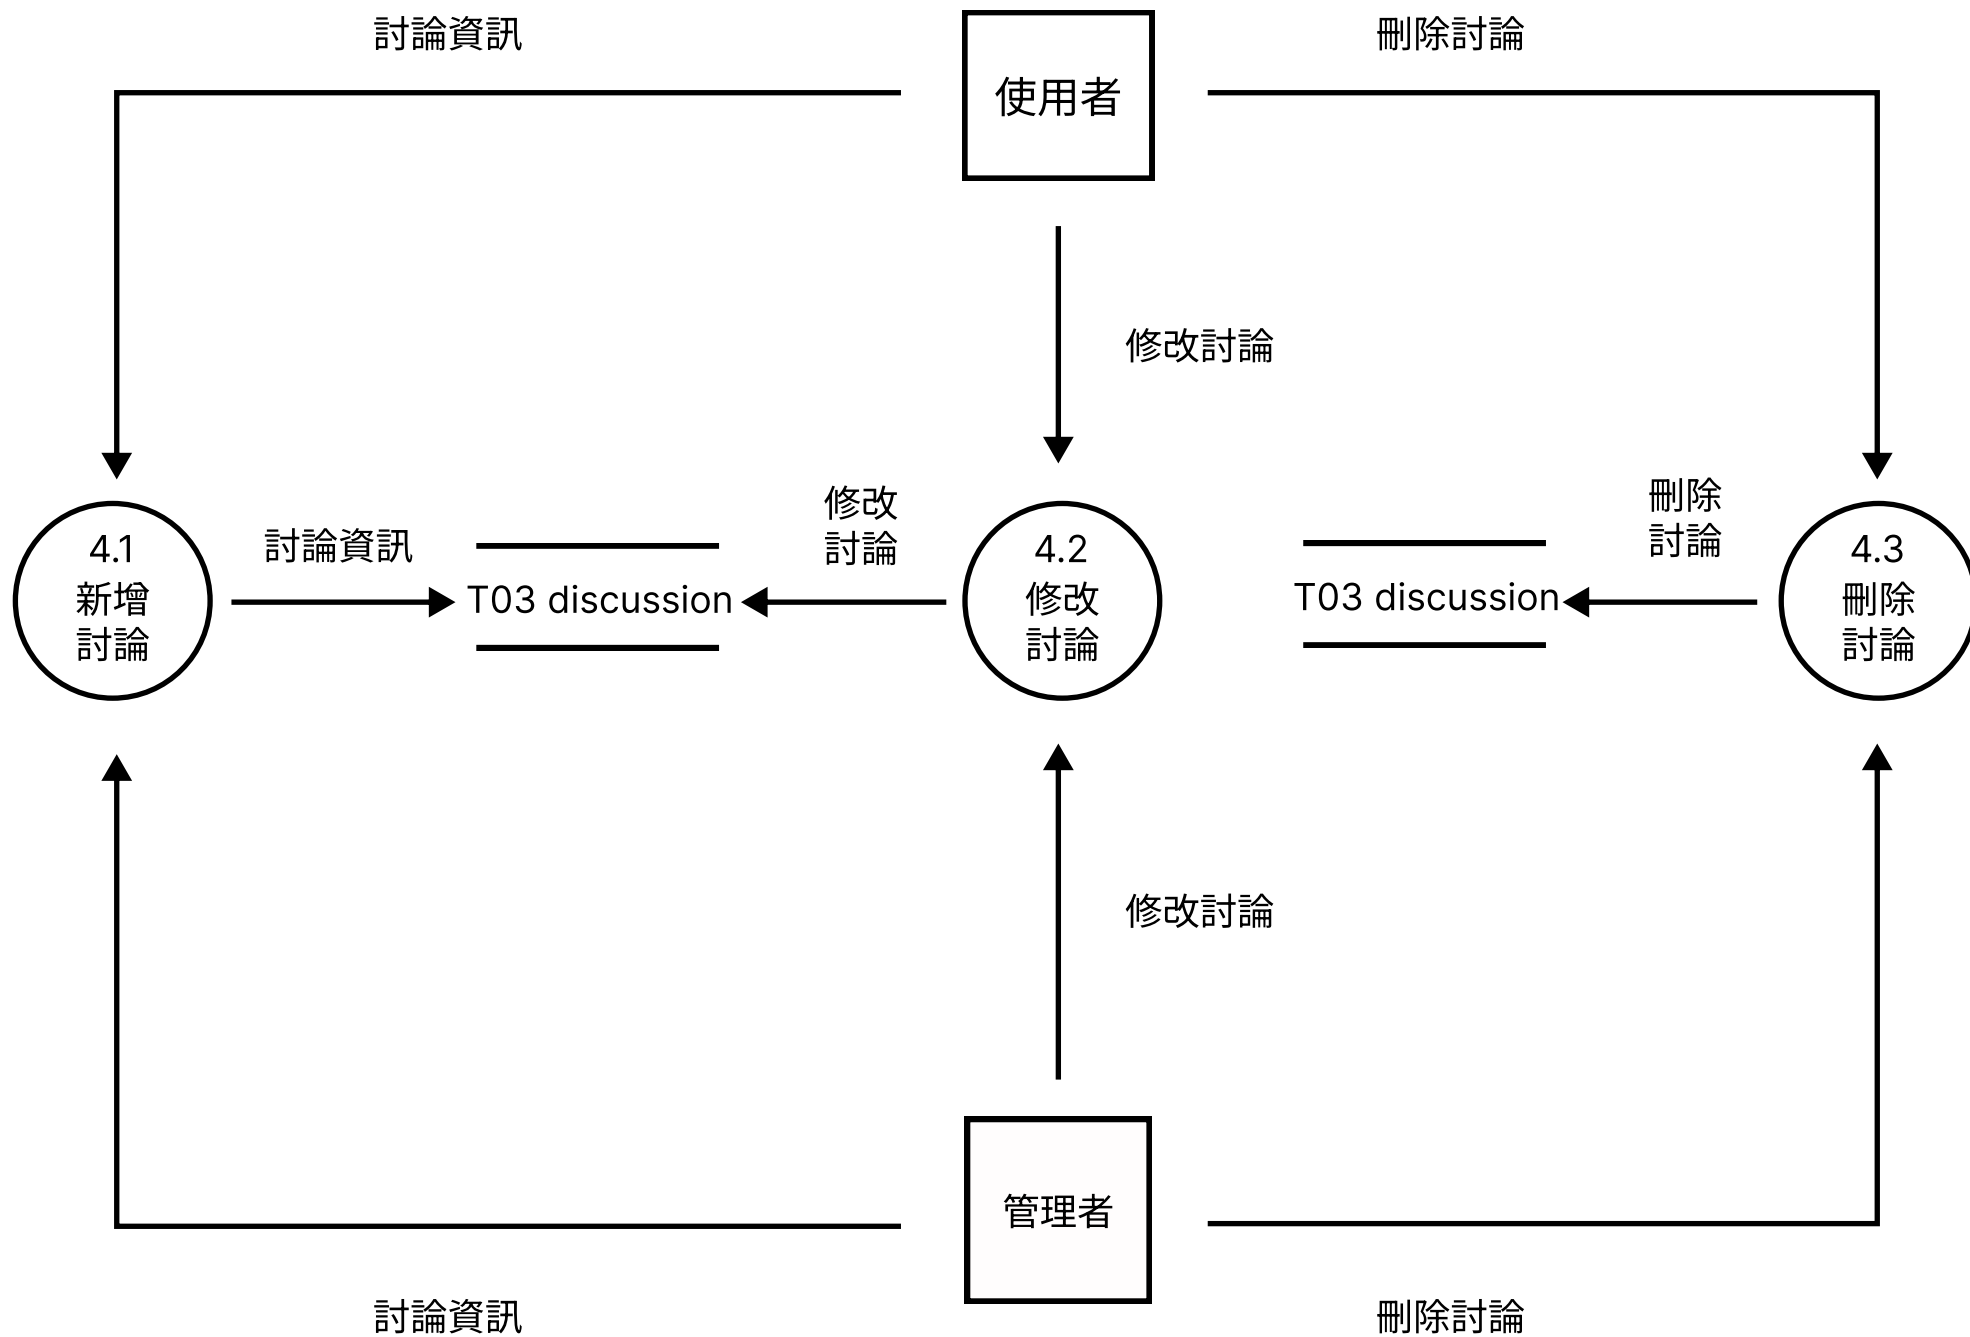 討論資訊
使用者
刪除討論
修改討論
4.1
新增
討論
討論資訊
T03 discussion
修改
討論
4.2
修改
討論
T03 discussion
刪除
討論
4.3
刪除
討論
修改討論
管理者
討論資訊
刪除討論